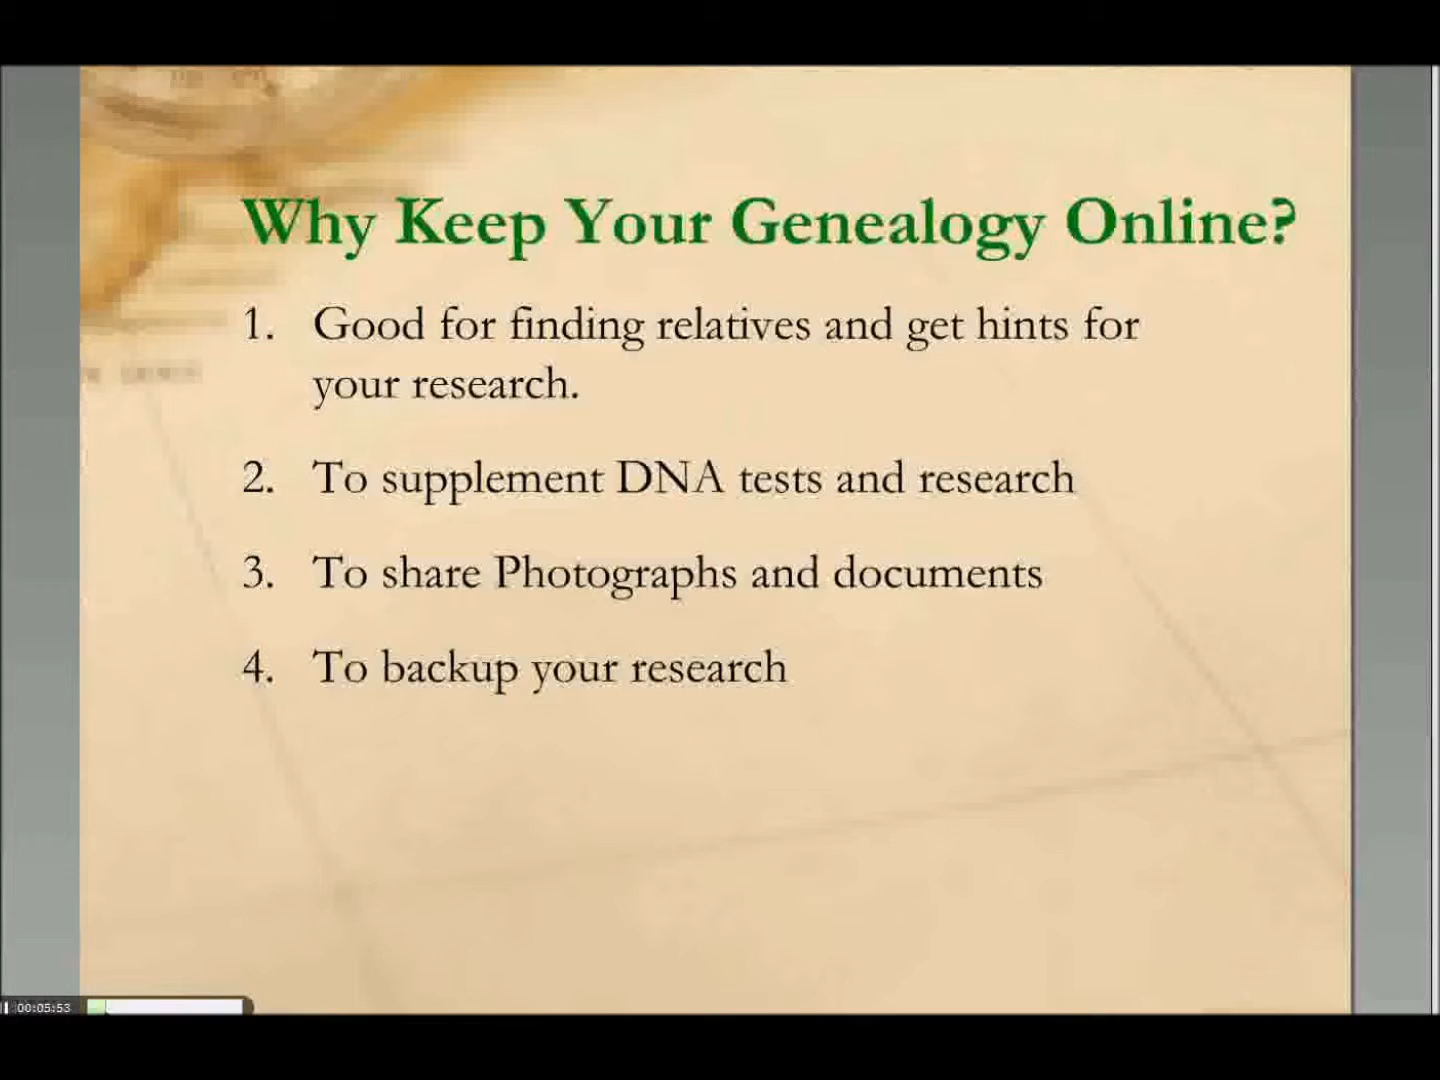 Why Keep Your Genealogy Online?
1. Good for finding relatives and get hints for
your research.
2. To supplement DNA tests and research
3. To share Photographs and documents
4. To backup your research
00:05:53